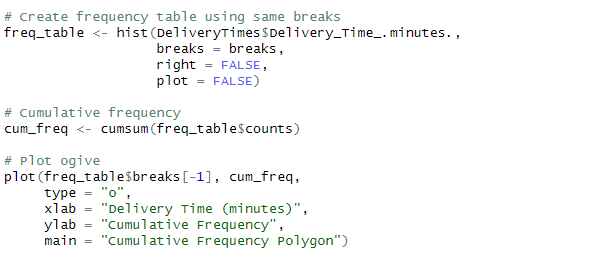 # Create frequency table using same breaks
freq_table <- hist(DeliveryTimes$Delivery_Time_.minutes.,
                   breaks = breaks,
                   right = FALSE,
                   plot = FALSE)

# Cumulative frequency
cum_freq <- cumsum(freq_table$counts)

# Plot ogive
plot(freq_table$breaks[-1], cum_freq,
     type = "o",
     xlab = "Delivery Time (minutes)",
     ylab = "Cumulative Frequency",
     main = "Cumulative Frequency Polygon")